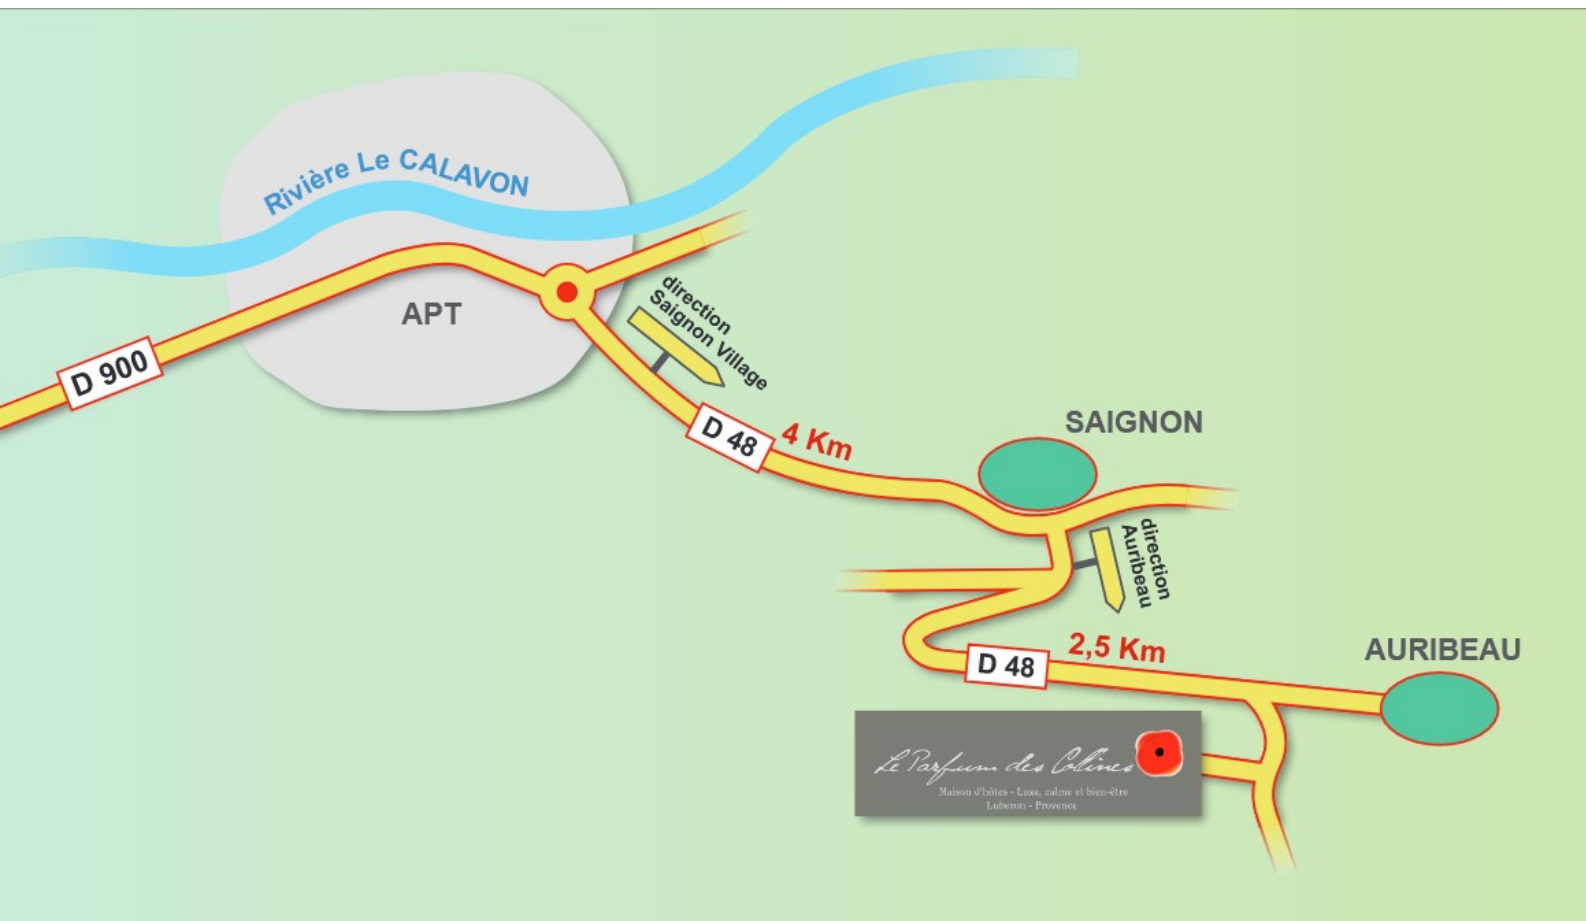 Rivière Le CALAVON
APT
D 900
direction
Saignon Village
D 48
4 Km
SAIGNON
direction
Auribeau
2,5 Km
D 48
AURIBEAU
Le Parfum des Collines
Maison d'hôtes - Luxe, calme et bien-être
Luberon - Provence